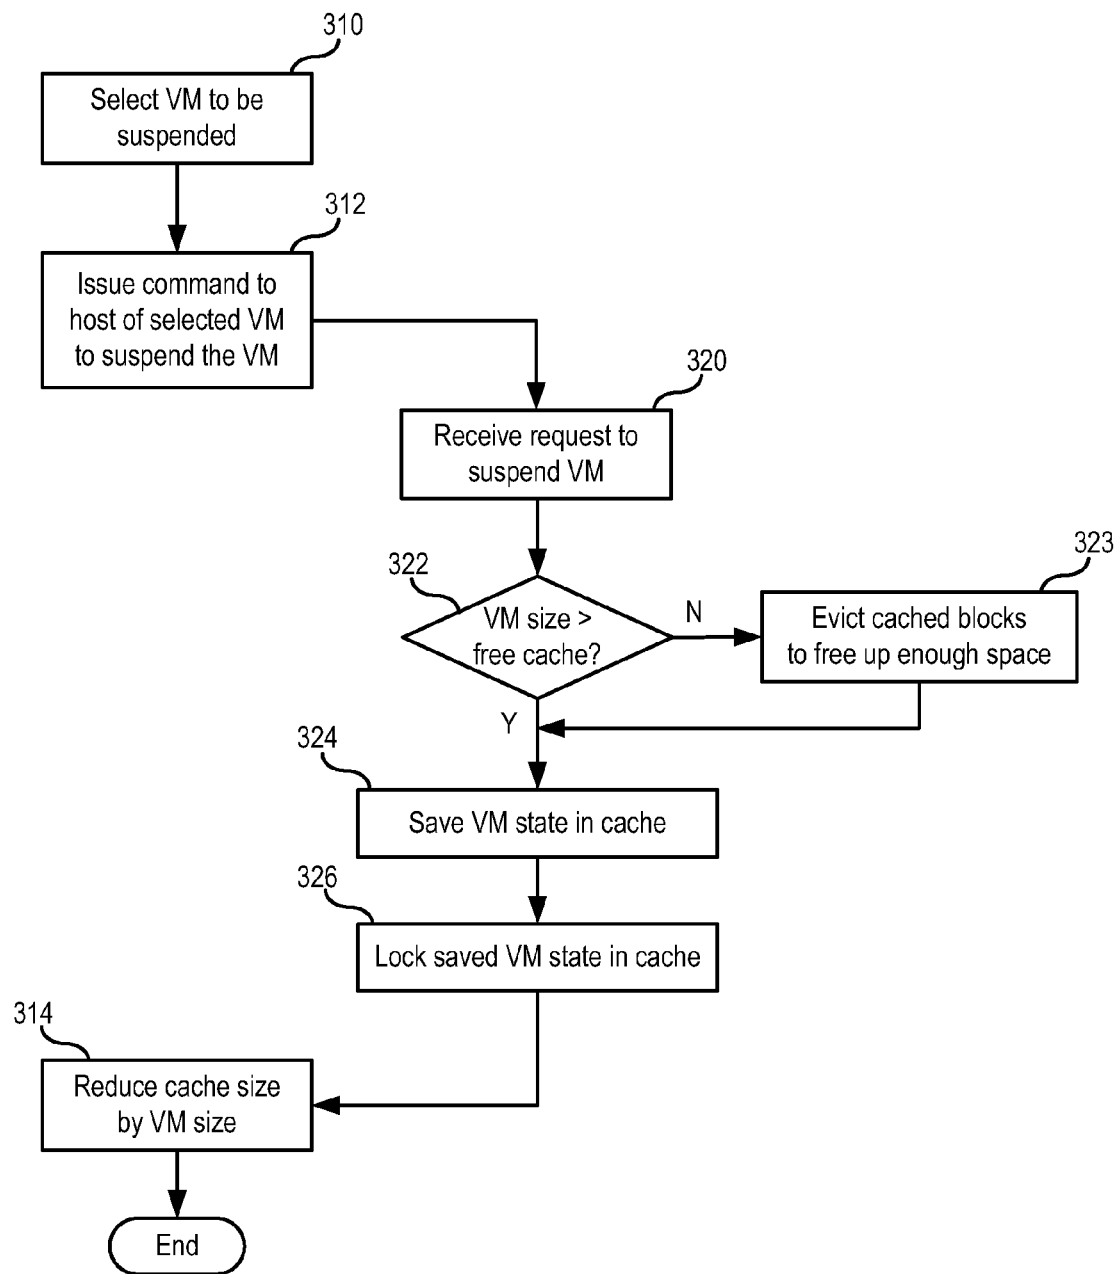 310
Select VM to be
suspended
312
Issue command to
host of selected VM
to suspend the VM
320
Receive request to
suspend VM
322
VM size >
free cache?
N
323
Evict cached blocks
to free up enough space
Y
324
Save VM state in cache
326
Lock saved VM state in cache
314
Reduce cache size
by VM size
End